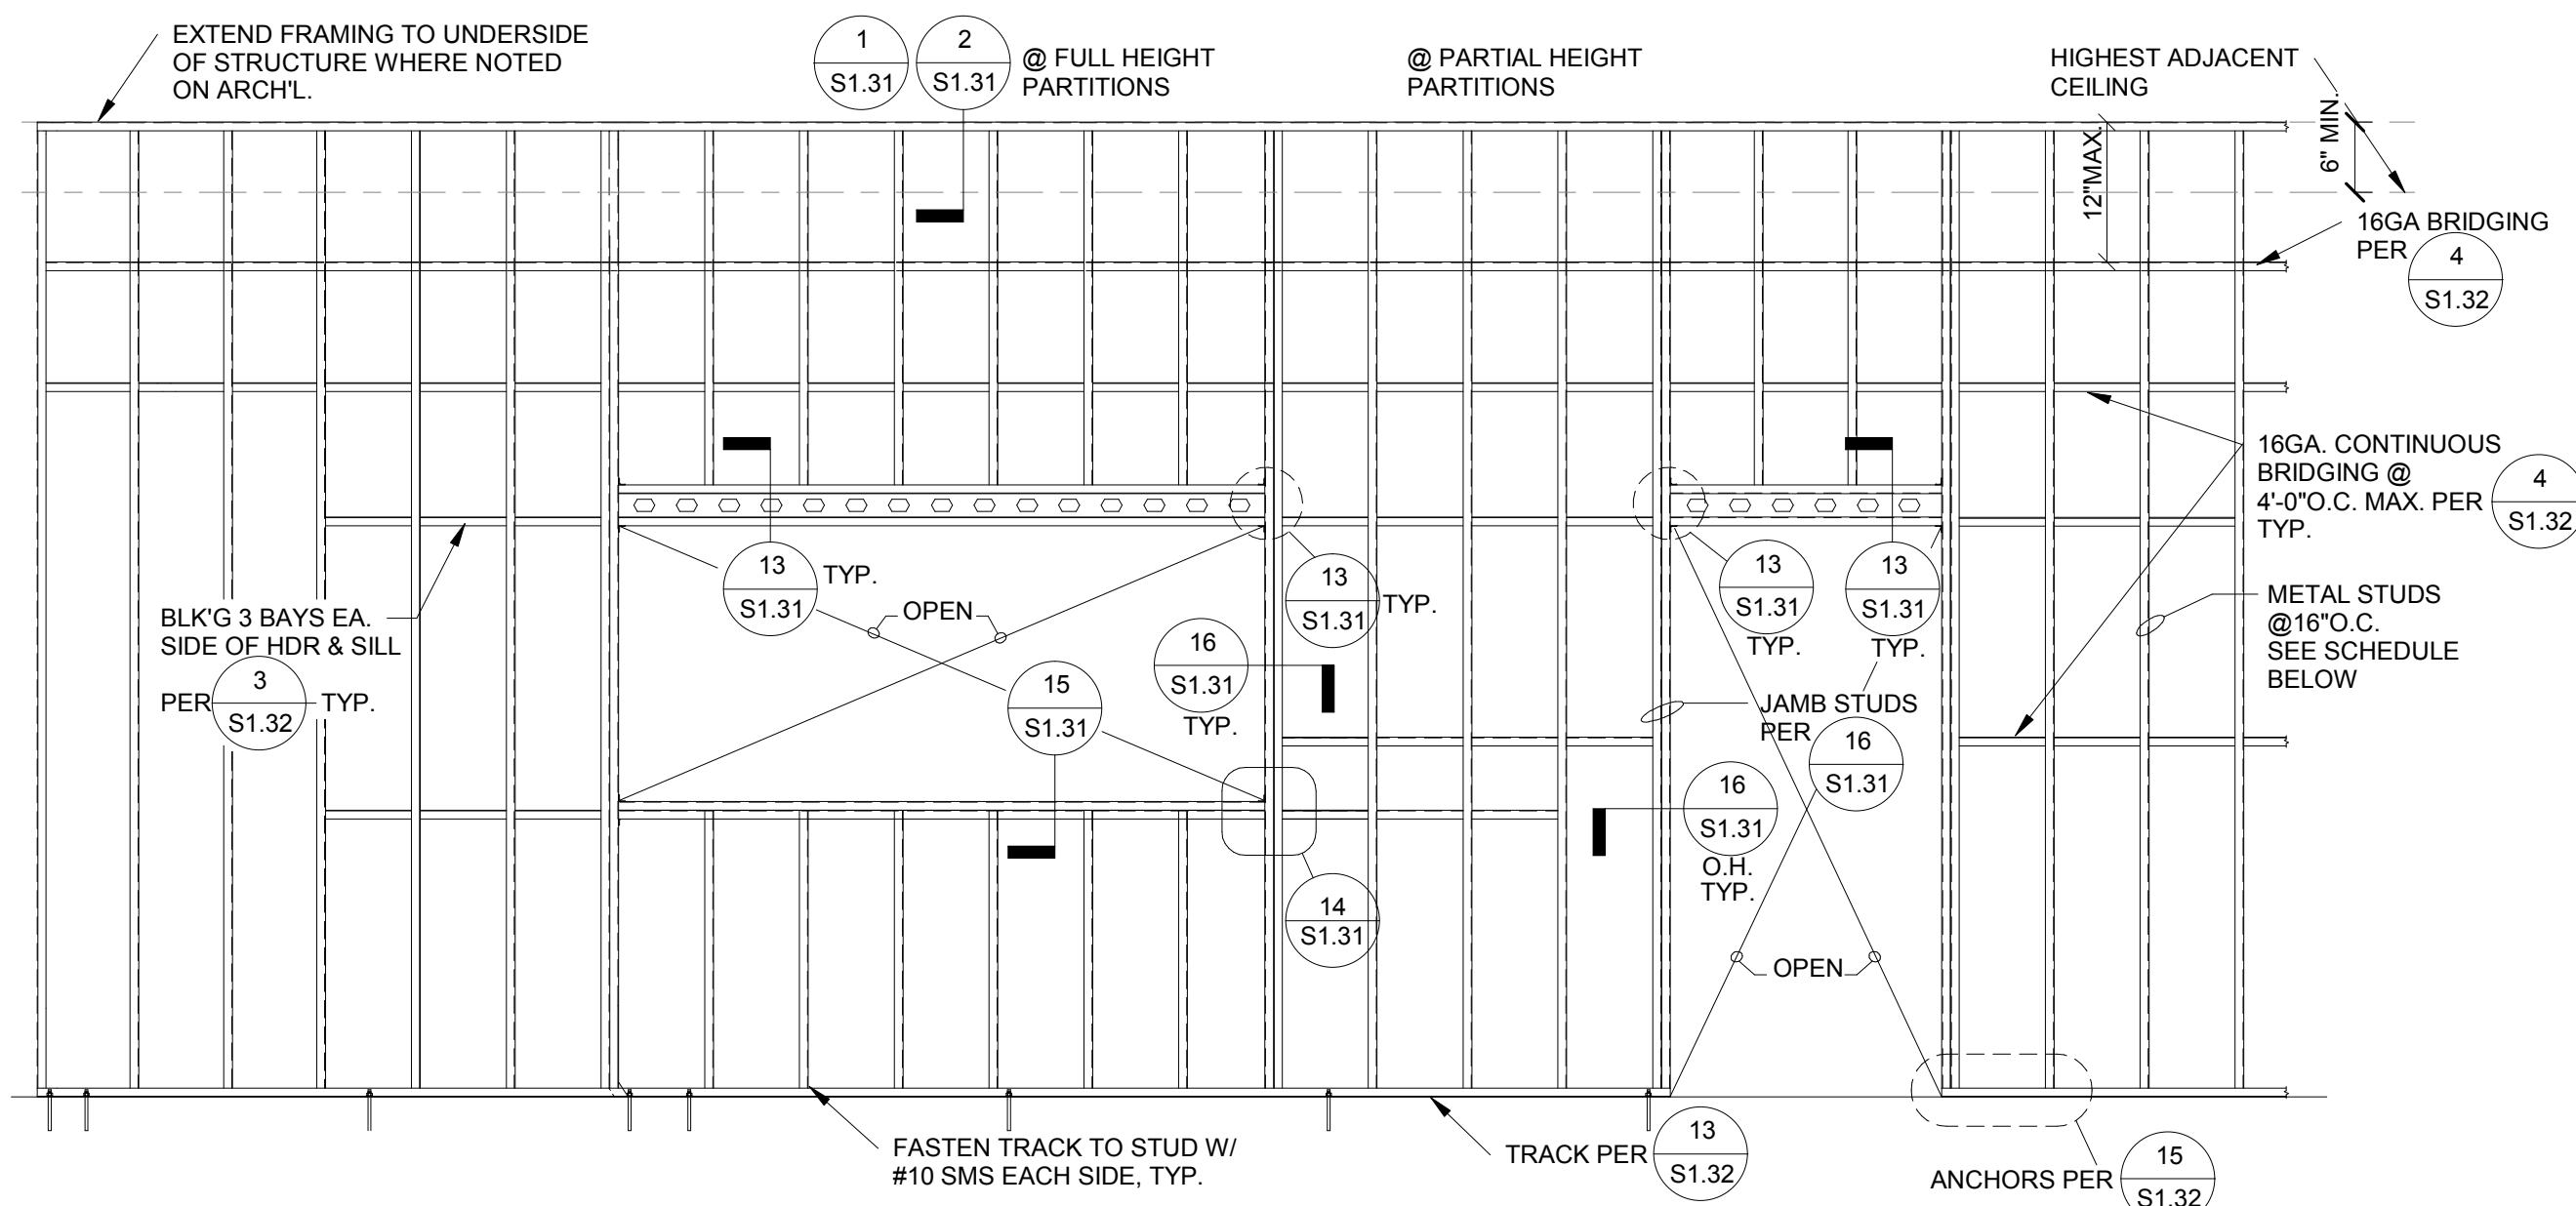 EXTEND FRAMING TO UNDERSIDE
OF STRUCTURE WHERE NOTED
ON ARCH'L.
1
S1.31
2
S1.31
@ FULL HEIGHT
PARTITIONS
@ PARTIAL HEIGHT
PARTITIONS
HIGHEST ADJACENT
CEILING
6" MIN.
12"MAX.
16GA BRIDGING
PER
4
S1.32
16GA. CONTINUOUS
BRIDGING @
4'-0"O.C. MAX. PER
TYP.
4
S1.32
METAL STUDS
@16"O.C.
SEE SCHEDULE
BELOW
BLK'G 3 BAYS EA.
SIDE OF HDR & SILL
PER
3
S1.32
TYP.
13
S1.31
TYP.
OPEN
13
S1.31
TYP.
16
S1.31
TYP.
15
S1.31
13
S1.31
TYP.
13
S1.31
TYP.
JAMB STUDS
PER
16
S1.31
16
S1.31
O.H.
TYP.
14
S1.31
OPEN
FASTEN TRACK TO STUD W/
#10 SMS EACH SIDE, TYP.
TRACK PER
13
S1.32
ANCHORS PER
15
S1.32